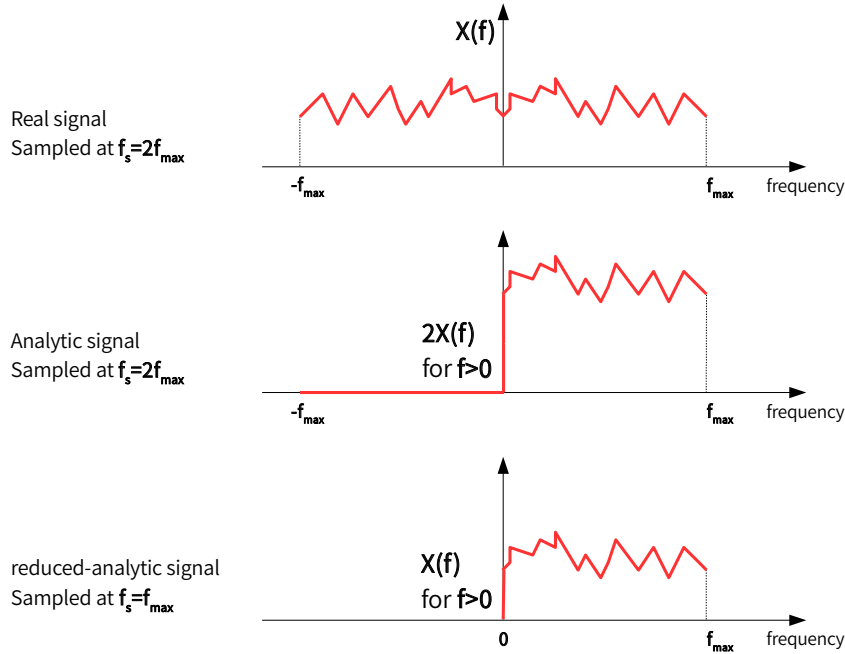 X(f)
Real signal
Sampled at fs=2fmax
-fmax
fmax
frequency
Analytic signal
Sampled at fs=2fmax
2X(f)
for f>0
-fmax
fmax
frequency
reduced-analytic signal
Sampled at fs=fmax
X(f)
for f>0
0
fmax
frequency